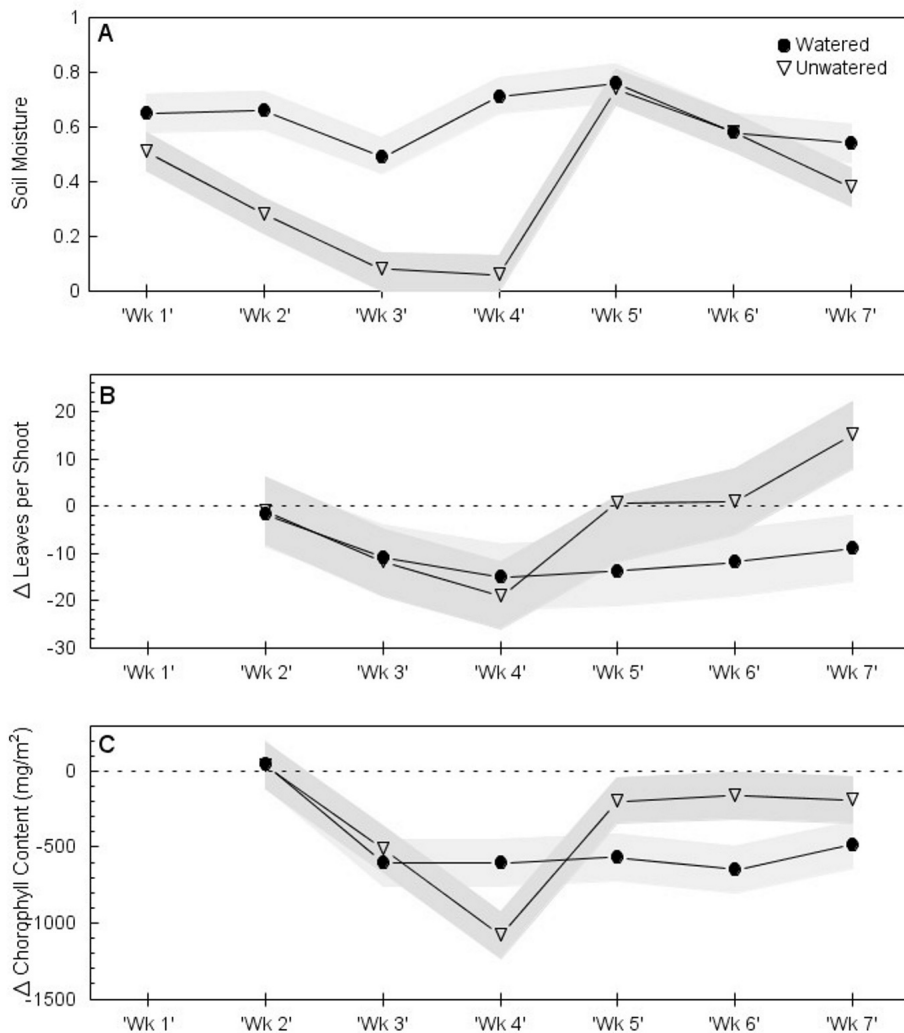 A
Watered
Unwatered
Soil Moisture
1
0.8
0.6
0.4
0.2
0
'Wk 1' 'Wk 2' 'Wk 3' 'Wk 4' 'Wk 5' 'Wk 6' 'Wk 7'
B
Δ Leaves per Shoot
20
10
0
-10
-20
-30
'Wk 1' 'Wk 2' 'Wk 3' 'Wk 4' 'Wk 5' 'Wk 6' 'Wk 7'
C
Δ Chorophyll Content (mg/m²)
0
-500
-1000
-1500
'Wk 1' 'Wk 2' 'Wk 3' 'Wk 4' 'Wk 5' 'Wk 6' 'Wk 7'